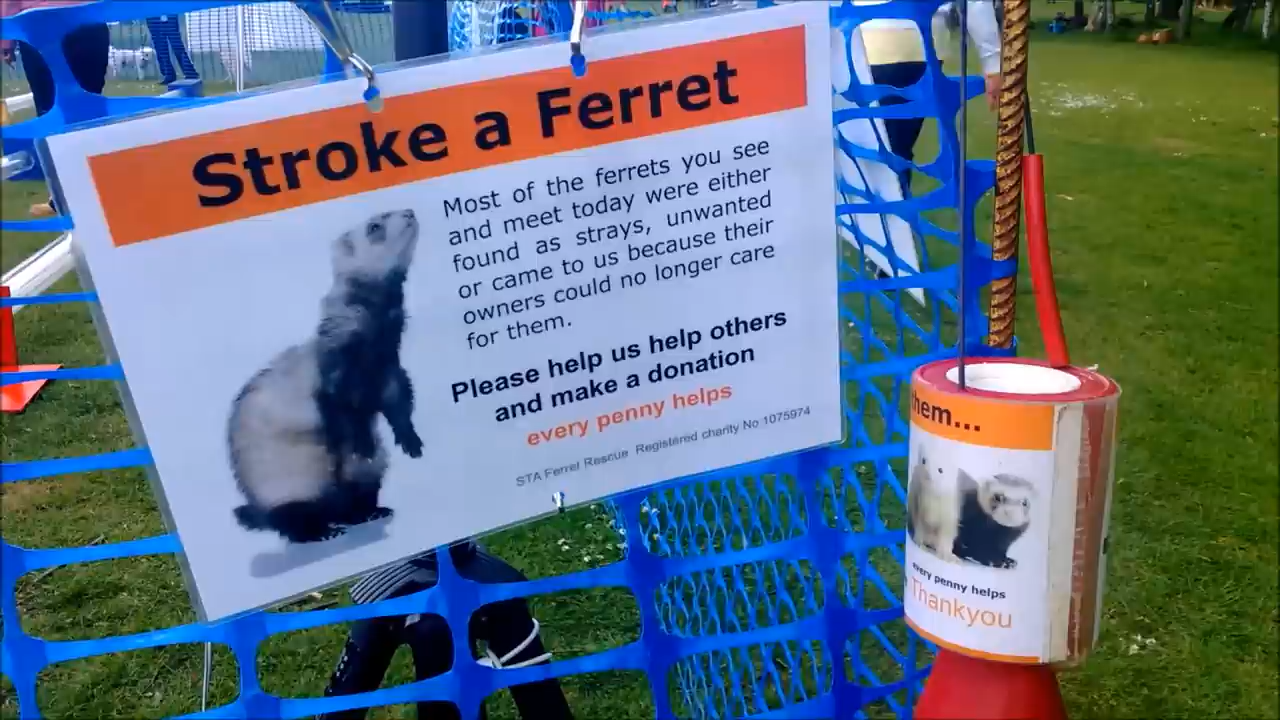 Stroke a Ferret
Most of the ferrets you see
and meet today were either
found as strays, unwanted
or came to us because their
owners could no longer care
for them.
Please help us help others
and make a donation
every penny helps
STA Ferret Rescue Registered charity No 1075974
hem...
every penny helps
Thankyou